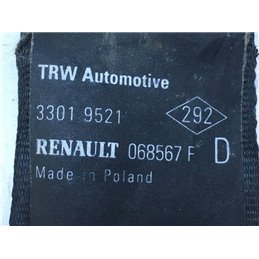 TRW Automotive
3301 9521 292
RENAULT 068567 F D
Made in Poland